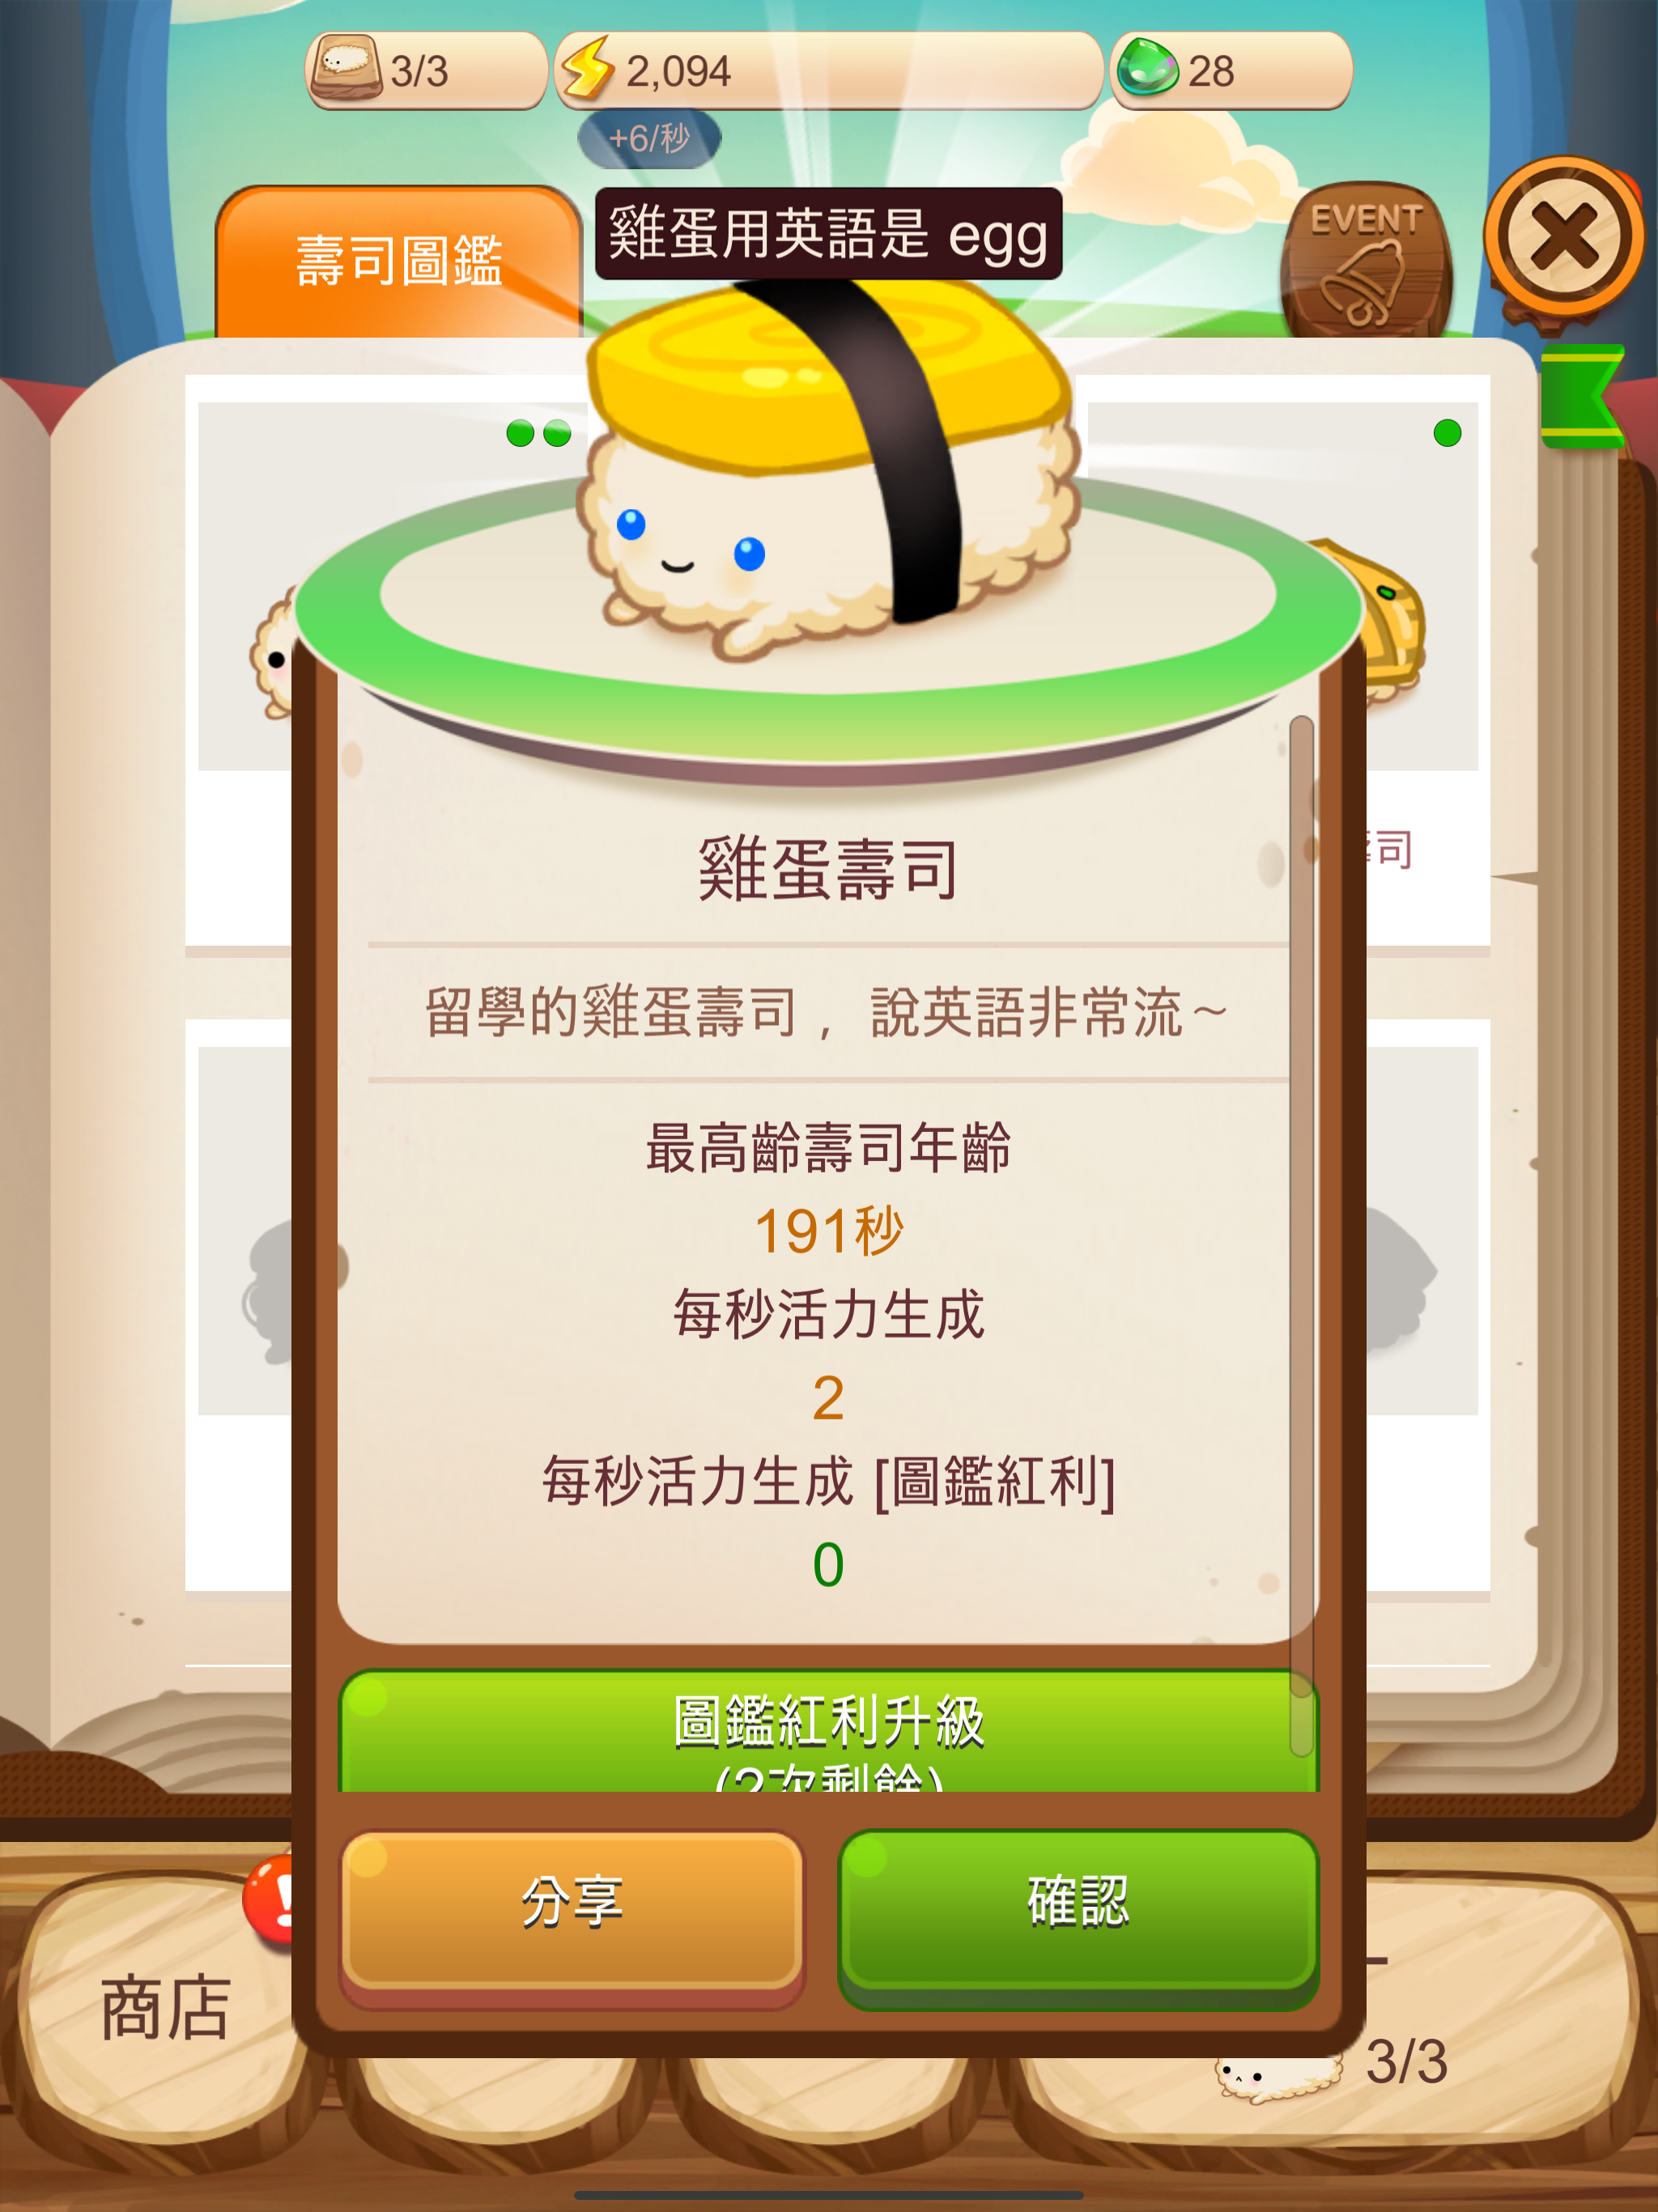 3/3
2,094
28
+6/秒
壽司圖鑑
雞蛋用英語是 egg
EVENT
雞蛋壽司
司
留學的雞蛋壽司，說英語非常流～
最高齡壽司年齡
191秒
每秒活力生成
2
每秒活力生成 [圖鑑紅利]
0
圖鑑紅利升級
(2次剩餘)
分享
確認
商店
3/3